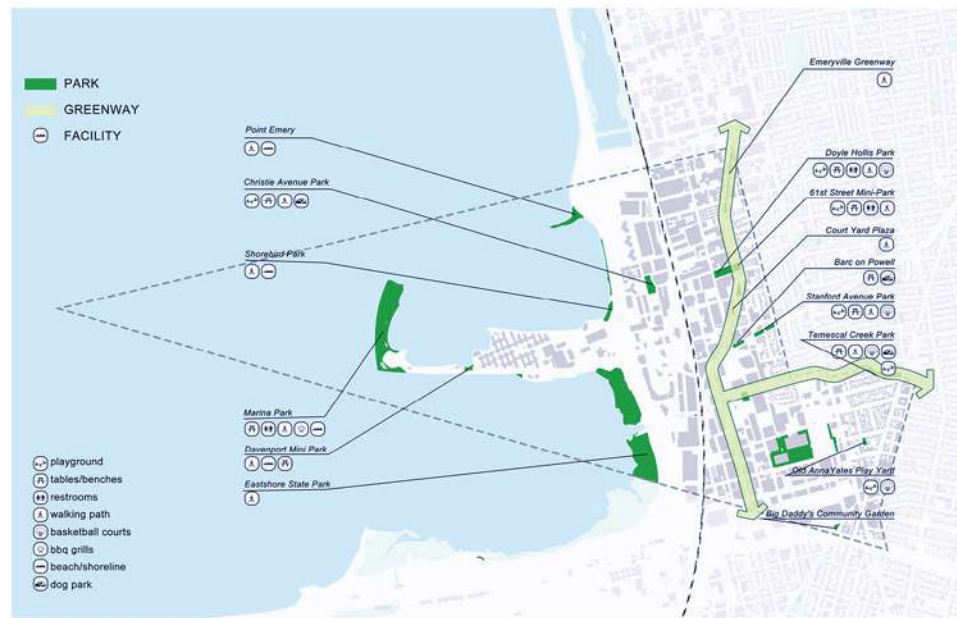 PARK
GREENWAY
FACILITY
Point Emery
Christie Avenue Park
Shorebird Park
Marina Park
Davenport Mini Park
Eastshore State Park
Emeryville Greenway
Doyle Hollis Park
61st Street Mini-Park
Court Yard Plaza
Barc on Powell
Stanford Avenue Park
Temescal Creek Park
Old AnnaYates Play Yard
Big Daddy's Community Garden
playground
tables/benches
restrooms
walking path
basketball courts
bbq grills
beach/shoreline
dog park